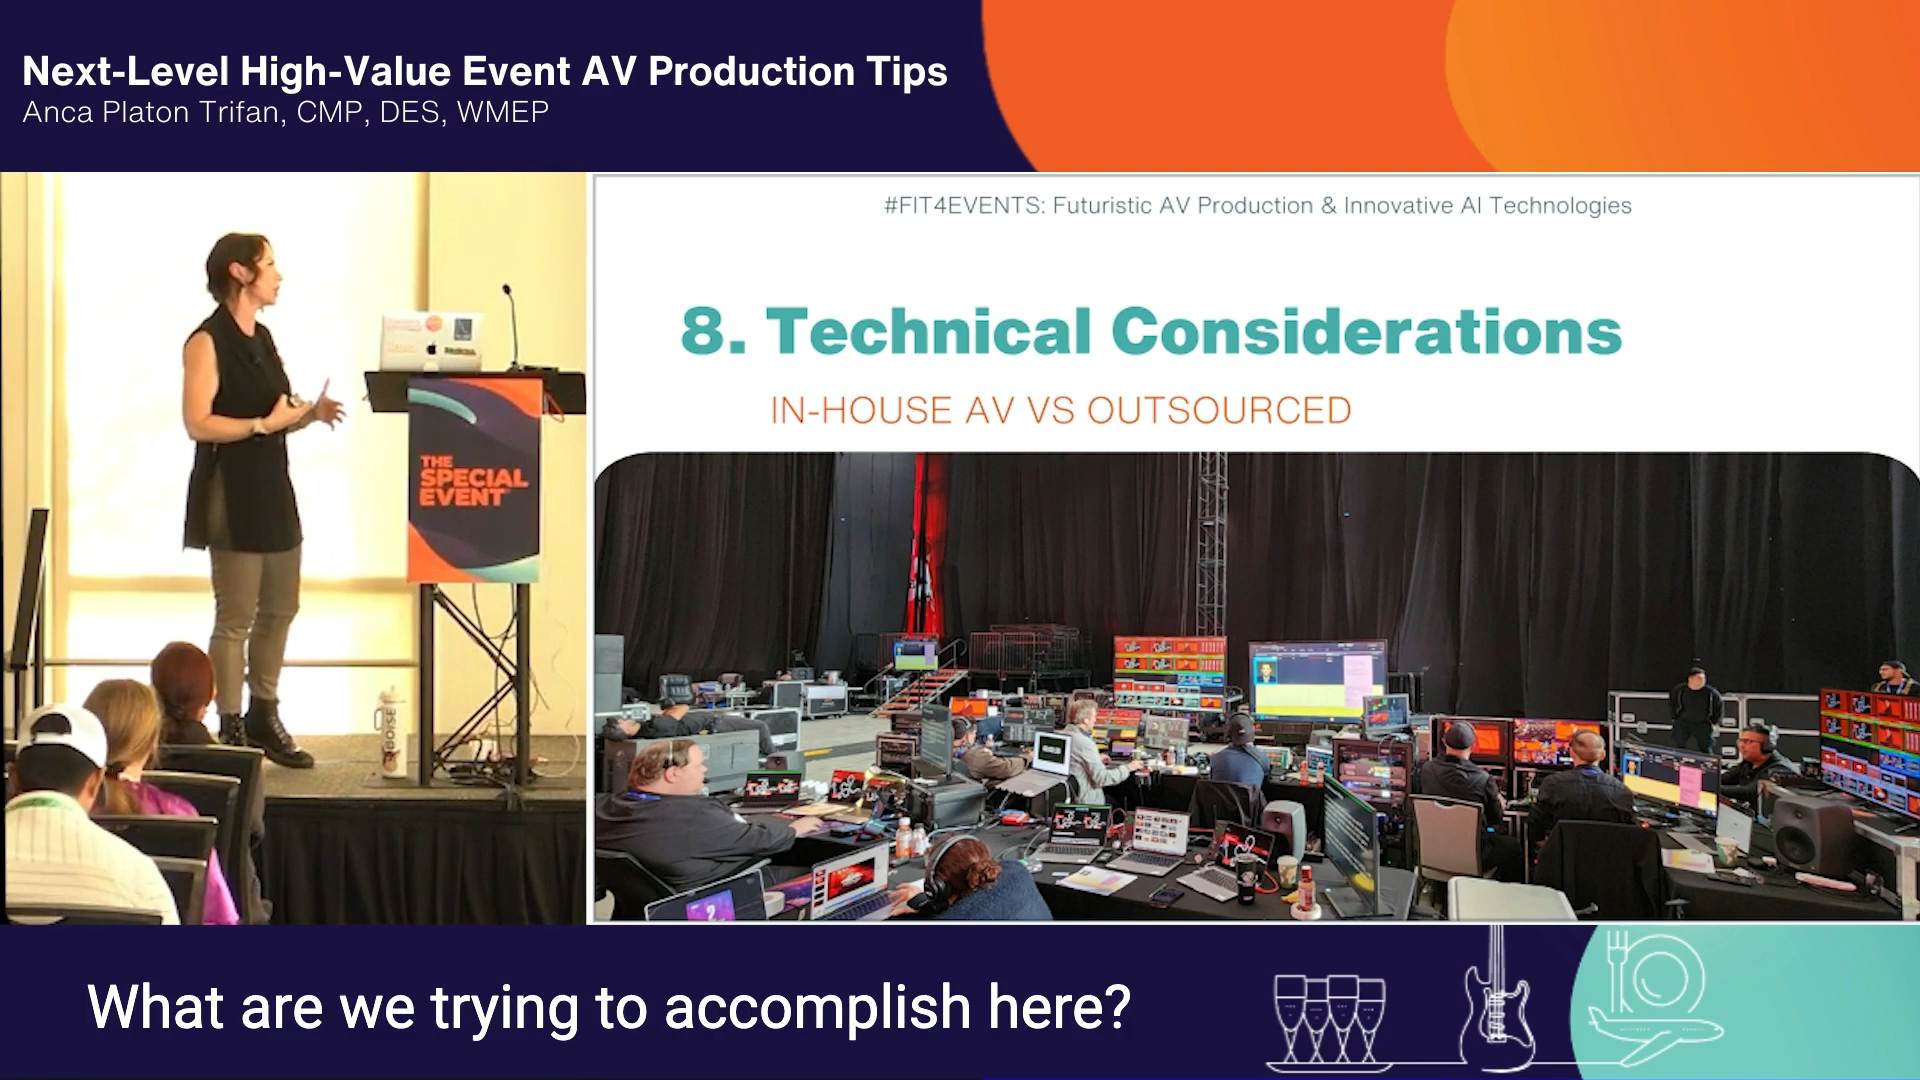 Next-Level High-Value Event AV Production Tips
Anca Platon Trifan, CMP, DES, WMEP
#FIT4EVENTS: Futuristic AV Production & Innovative AI Technologies
8. Technical Considerations
IN-HOUSE AV VS OUTSOURCED
THE
SPECIAL
EVENT
BOSE
What are we trying to accomplish here?